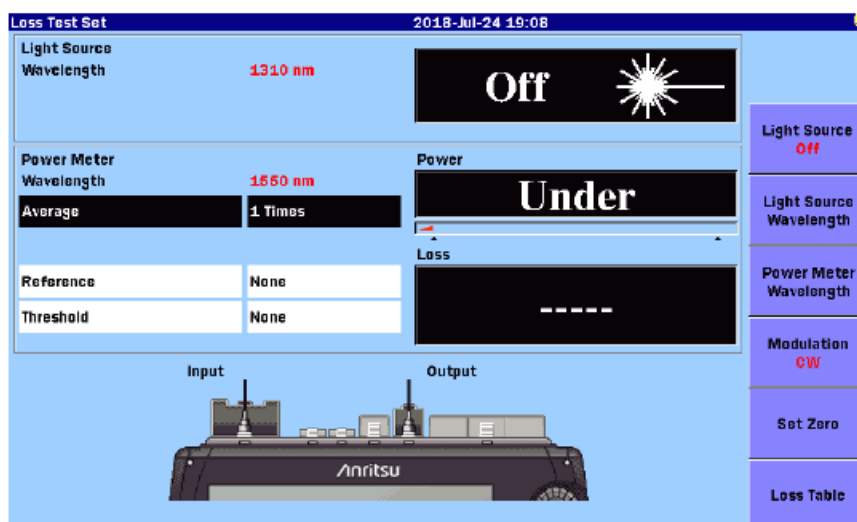 Loss Test Set 2018-Jul-24 19:08
Light Source
Wavelength 1310 nm
Off
Power Meter
Wavelength 1550 nm
Average 1 Times
Reference None
Threshold None
Power
Under
Loss
-----
Input Output
Anritsu
Light Source
Off
Light Source
Wavelength
Power Meter
Wavelength
Modulation
CW
Set Zero
Loss Table